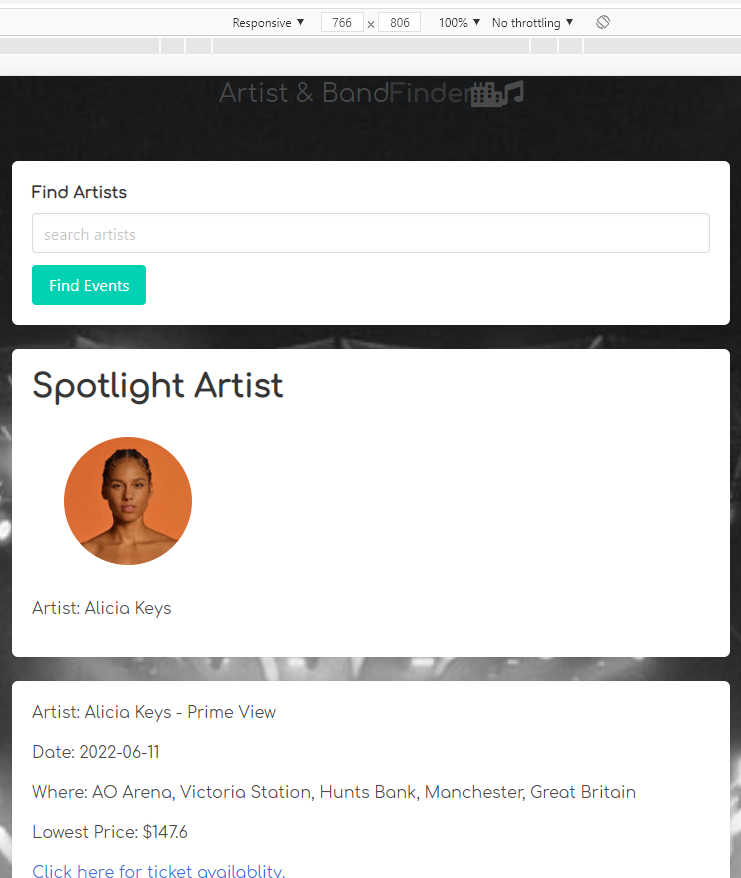 Responsive ▼ 766 × 806 100% ▼ No throttling ▼
Artist & BandFinder
Find Artists
search artists
Find Events
Spotlight Artist
Artist: Alicia Keys
Artist: Alicia Keys - Prime View
Date: 2022-06-11
Where: AO Arena, Victoria Station, Hunts Bank, Manchester, Great Britain
Lowest Price: $147.6
Click here for ticket availablity.